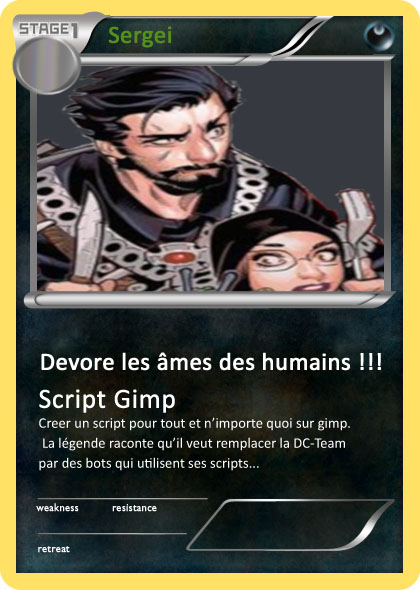 STAGE 1
Sergei
Devore les âmes des humains !!!
Script Gimp
Creer un script pour tout et n'importe quoi sur gimp.
La légende raconte qu'il veut remplacer la DC-Team
par des bots qui utilisent ses scripts...
weakness resistance
retreat